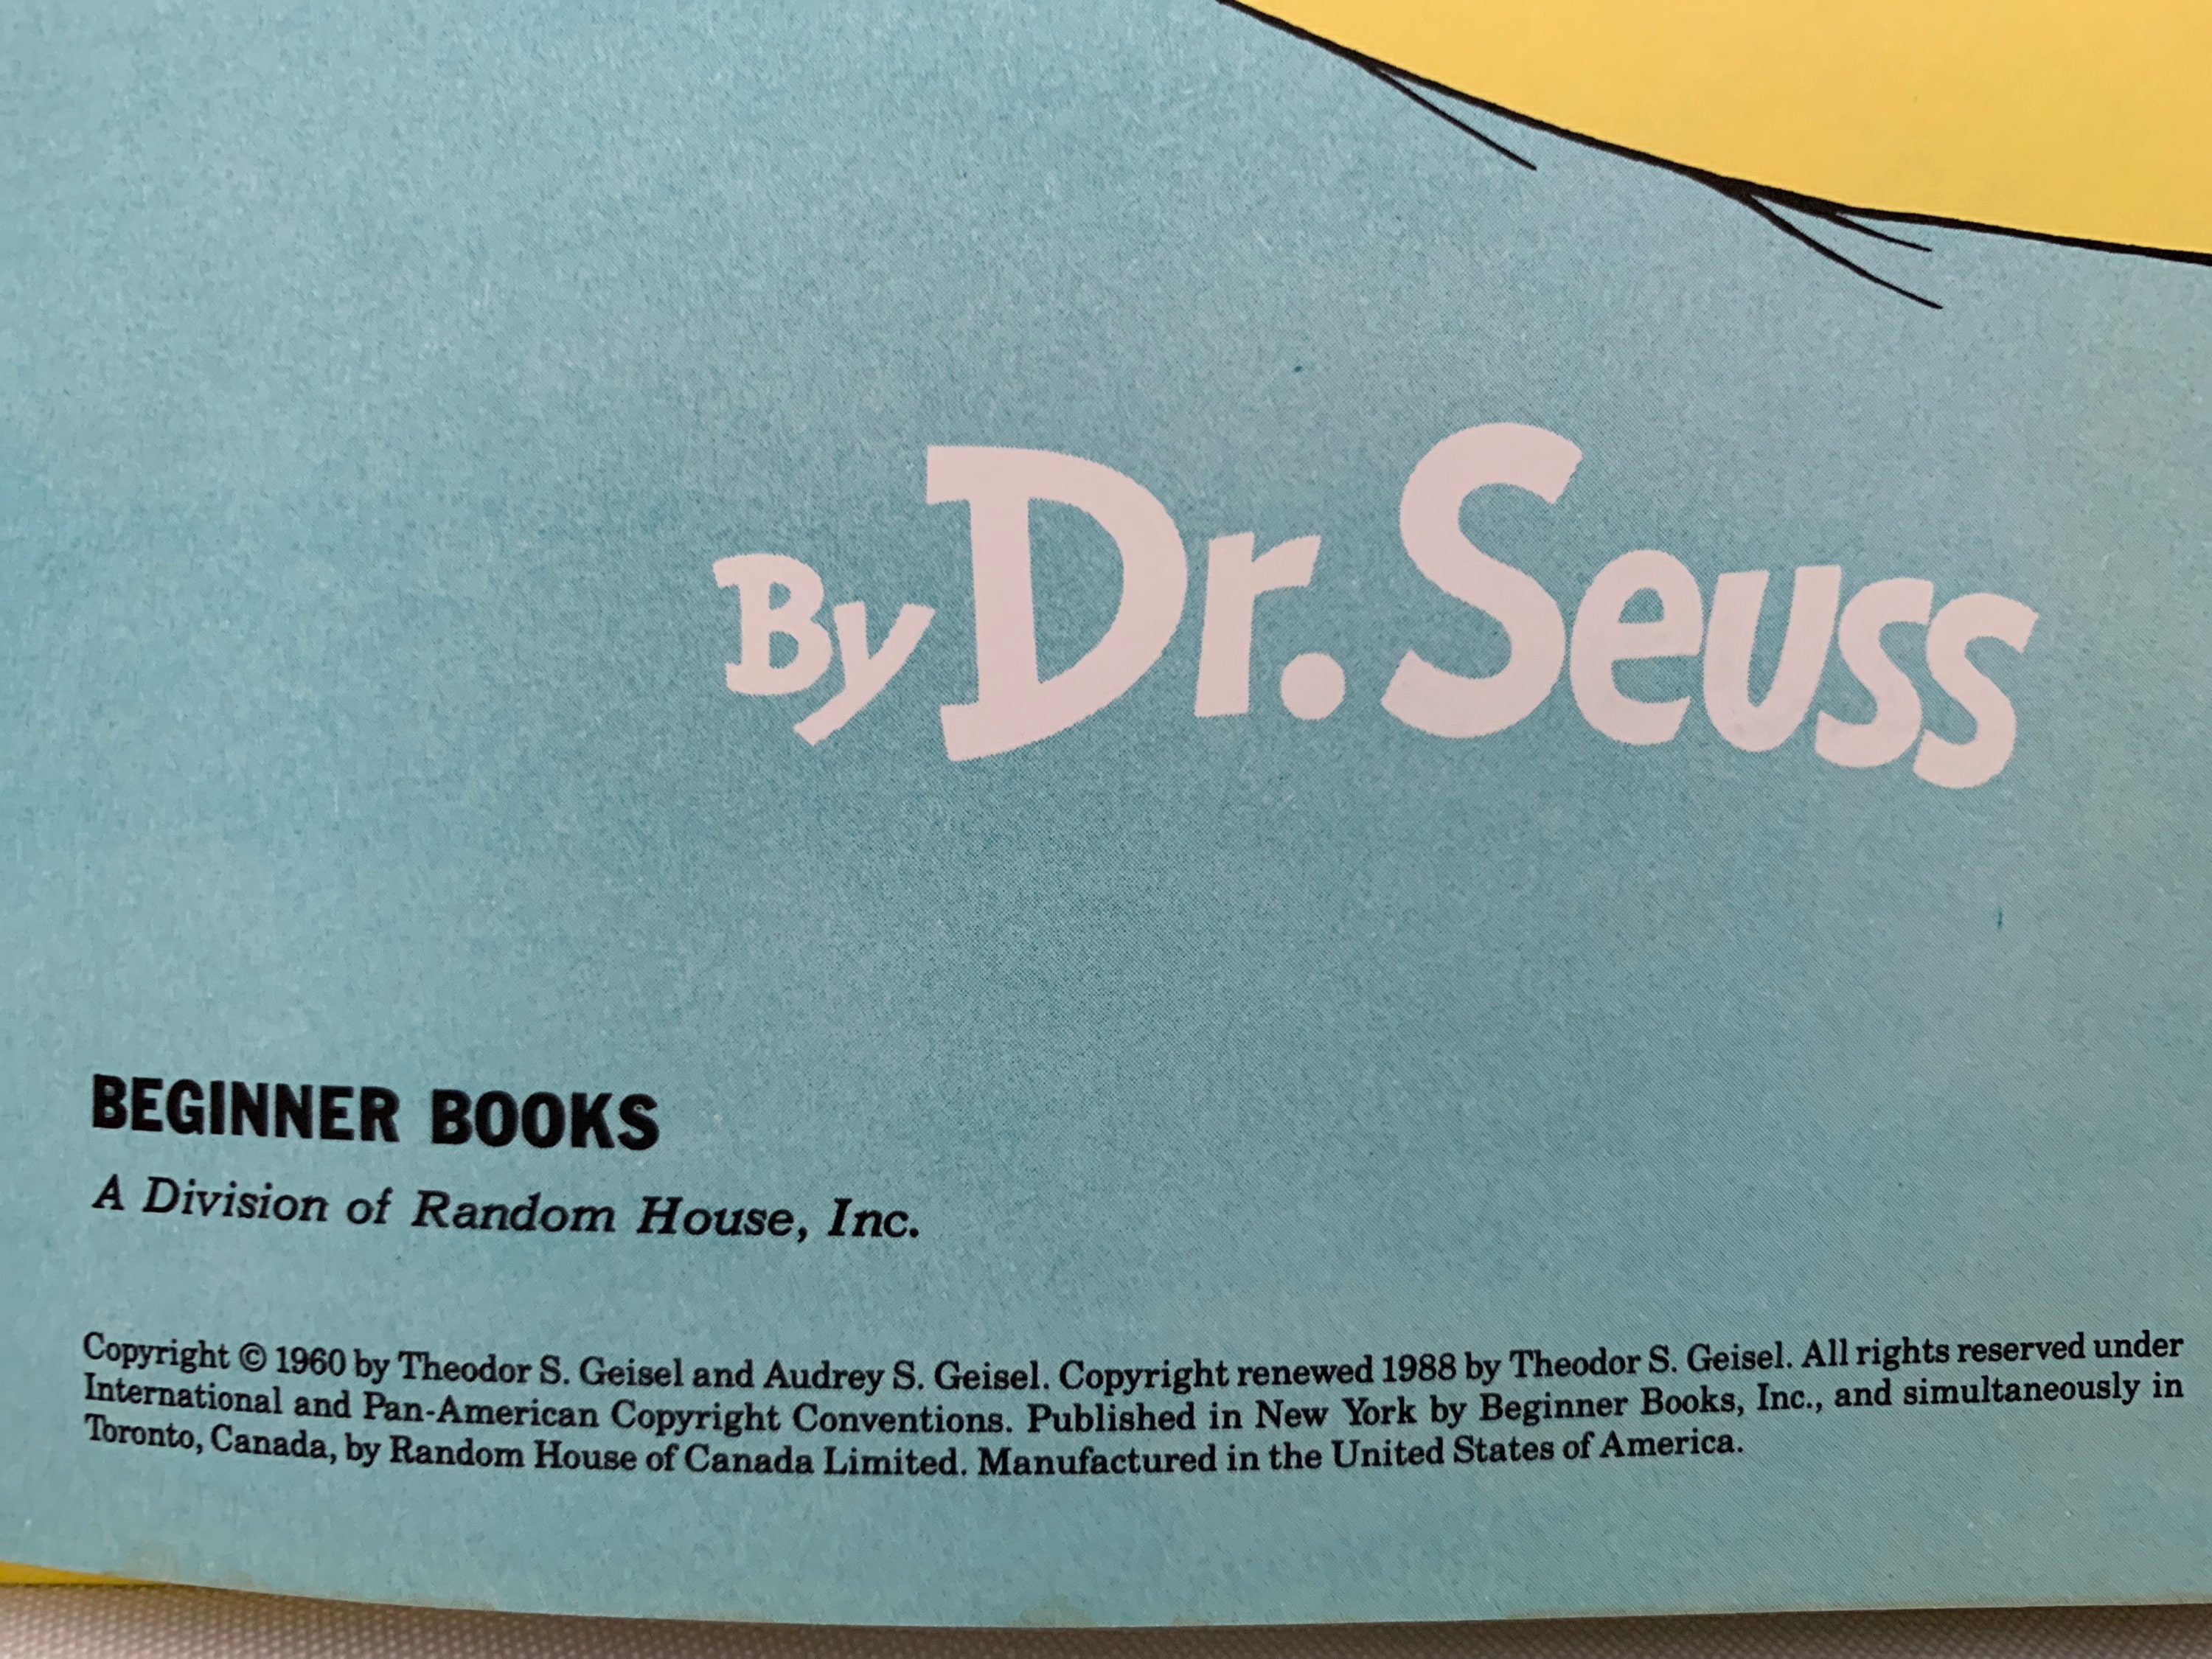 By Dr. Seuss
BEGINNER BOOKS
A Division of Random House, Inc.
Copyright © 1960 by Theodor S. Geisel and Audrey S. Geisel. Copyright renewed 1988 by Theodor S. Geisel. All rights reserved under
International and Pan-American Copyright Conventions. Published in New York by Beginner Books, Inc., and simultaneously in
Toronto, Canada, by Random House of Canada Limited. Manufactured in the United States of America.